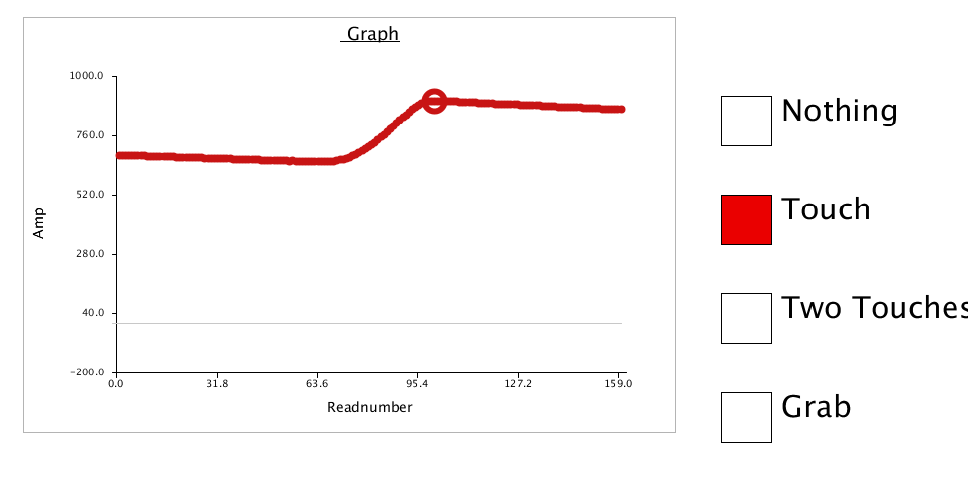 Graph
1000.0
760.0
520.0
280.0
40.0
-200.0
Amp
0.0 31.8 63.6 95.4 127.2 159.0
Readnumber
Nothing
Touch
Two Touches
Grab